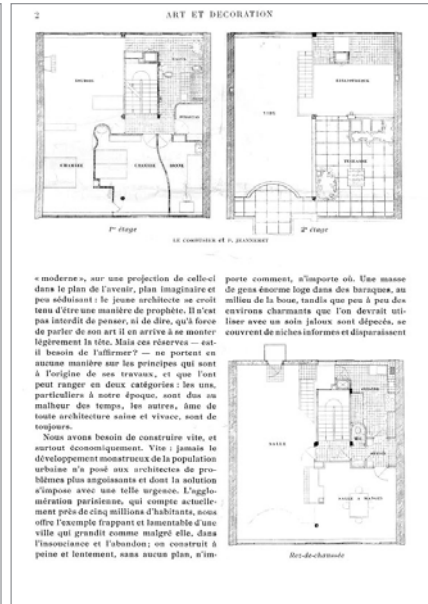 2
ART ET DECORATION
VIDE
TERRASSE
1er étage
2e étage
LE CORBUSIER et P. JEANNERET
« moderne », sur une projection de celle-ci
dans le plan de l'avenir, plan imaginaire et
peu séduisant : le jeune architecte se croit
tenu d'être une manière de prophète. Il n'est
pas interdit de penser, ni de dire, qu'à force
de parler de son art il en arrive à se monter
légèrement la tête. Mais ces réserves — est-
il besoin de l'affirmer? — ne portent en
aucune manière sur les principes qui sont
à l'origine de ses travaux, et que l'ont
peut ranger en deux catégories : les uns,
particuliers à notre époque, sont dus au
malheur des temps, les autres, âme de
toute architecture saine et vivace, sont de
toujours.
Nous avons besoin de construire vite, et
surtout économiquement. Vite : jamais le
développement monstrueux de la population
urbaine n'a posé aux architectes de pro-
blèmes plus angoissants et dont la solution
s'impose avec une telle urgence. L'agglo-
mération parisienne, qui compte actuelle-
ment près de cinq millions d'habitants, nous
offre l'exemple frappant et lamentable d'une
ville qui grandit comme malgré elle, dans
l'insouciance et l'abandon; on construit à
peine et lentement, sans aucun plan, n'im-
porte comment, n'importe où. Une masse
de gens énorme loge dans des baraques, au
milieu de la boue, tandis que peu à peu des
environs charmants que l'on devrait uti-
liser avec un soin jaloux sont dépecés, se
couvrent de niches informes et disparaissent
SALLE A MANGER
Rez-de-chaussée